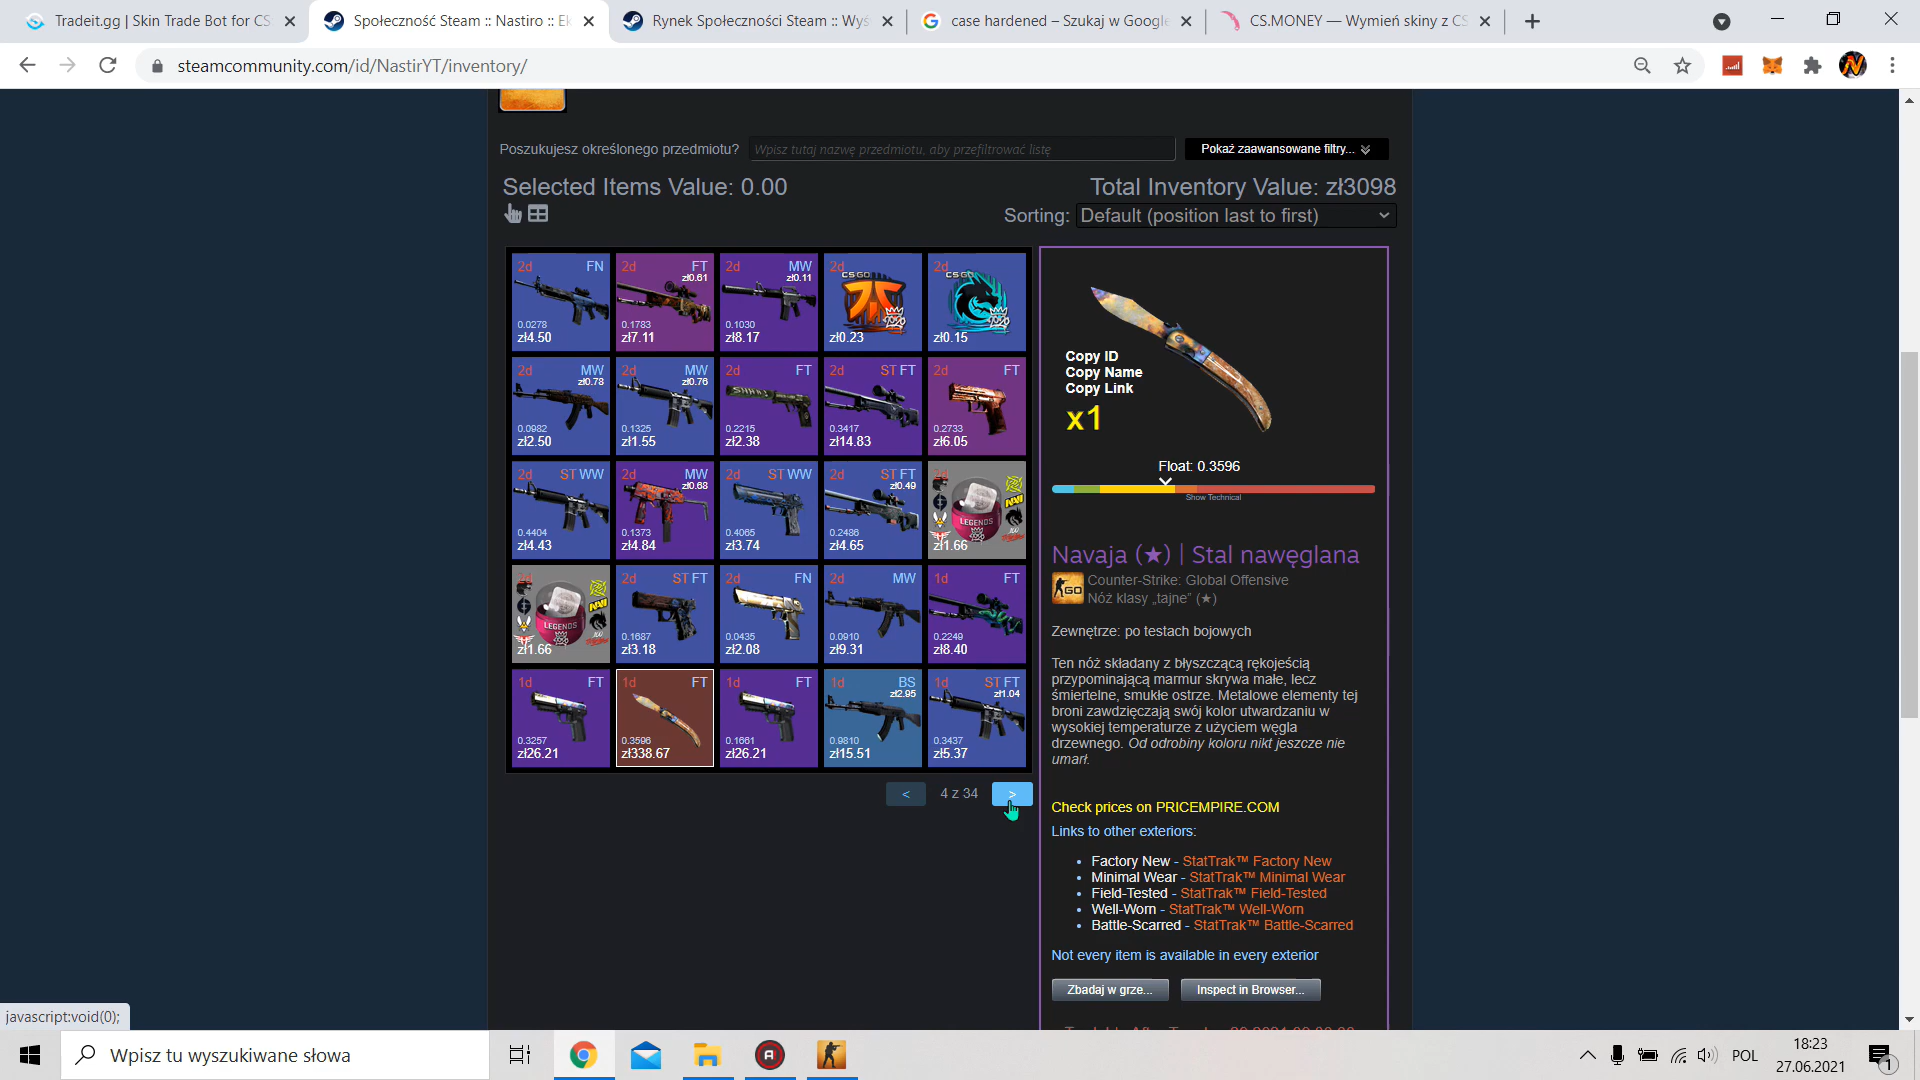 Tradeit.gg | Skin Trade Bot for CS
Społeczność Steam :: Nastiro :: Ek
Rynek Społeczności Steam :: Wyś
case hardened – Szukaj w Google
CS.MONEY — Wymień skiny z CS
steamcommunity.com/id/NastirYT/inventory/
Poszukujesz określonego przedmiotu?
Wpisz tutaj nazwę przedmiotu, aby przefiltrować listę
Pokaż zaawansowane filtry...
Selected Items Value: 0.00
Total Inventory Value: zł3098
Sorting:
Default (position last to first)
2d FN
0.0278
zł4.50
2d FT
zł0.61
0.1783
zł7.11
2d MW
zł0.11
0.1030
zł8.17
2d
CS GO
2020
zł0.23
2d
CS GO
2020
zł0.15
2d MW
zł0.78
0.0982
zł2.50
2d MW
zł0.76
0.1325
zł1.55
2d FT
0.2215
zł2.38
2d ST FT
0.3417
zł14.83
2d FT
0.2733
zł6.05
2d ST WW
0.4404
zł4.43
2d MW
zł0.68
0.1373
zł4.84
2d ST WW
0.4065
zł3.74
2d ST FT
zł0.49
0.2486
zł4.65
2d
LEGENDS
zł1.66
2d
LEGENDS
zł1.66
2d ST FT
0.1687
zł3.18
2d FN
0.0435
zł2.08
2d MW
0.0910
zł9.31
1d FT
0.2249
zł8.40
1d FT
0.3257
zł26.21
1d FT
0.3596
zł338.67
1d FT
0.1661
zł26.21
1d BS
zł2.95
0.9810
zł15.51
1d ST FT
zł1.04
0.3437
zł5.37
<
4 z 34
>
Copy ID
Copy Name
Copy Link
x1
Float: 0.3596
Show Technical
Navaja (★) | Stal nawęglana
GO
Counter-Strike: Global Offensive
Nóż klasy „tajne” (★)
Zewnętrze: po testach bojowych
Ten nóż składany z błyszczącą rękojeścią
przypominającą marmur skrywa małe, lecz
śmiertelne, smukłe ostrze. Metalowe elementy tej
broni zawdzięczają swój kolor utwardzaniu w
wysokiej temperaturze z użyciem węgla
drzewnego. Od odrobiny koloru nikt jeszcze nie
umarł.
Check prices on PRICEMPIRE.COM
Links to other exteriors:
Factory New - StatTrak™ Factory New
Minimal Wear - StatTrak™ Minimal Wear
Field-Tested - StatTrak™ Field-Tested
Well-Worn - StatTrak™ Well-Worn
Battle-Scarred - StatTrak™ Battle-Scarred
Not every item is available in every exterior
Zbadaj w grze...
Inspect in Browser...
javascript:void(0);
Wpisz tu wyszukiwane słowa
POL
18:23
27.06.2021
1